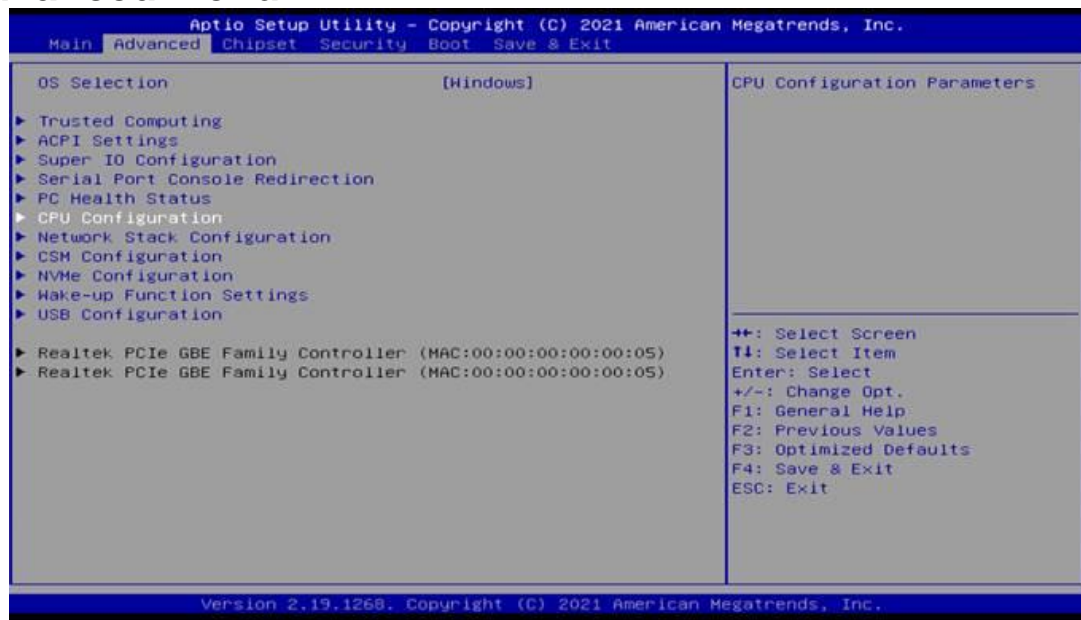 Aptio Setup Utility – Copyright (C) 2021 American Megatrends, Inc.
Main Advanced Chipset Security Boot Save & Exit
OS Selection [Windows]
► Trusted Computing
► ACPI Settings
► Super IO Configuration
► Serial Port Console Redirection
► PC Health Status
► CPU Configuration
► Network Stack Configuration
► CSM Configuration
► NVMe Configuration
► Wake-up Function Settings
► USB Configuration
► Realtek PCIe GBE Family Controller (MAC:00:00:00:00:00:05)
► Realtek PCIe GBE Family Controller (MAC:00:00:00:00:00:05)
CPU Configuration Parameters
→←: Select Screen
↑↓: Select Item
Enter: Select
+/-: Change Opt.
F1: General Help
F2: Previous Values
F3: Optimized Defaults
F4: Save & Exit
ESC: Exit
Version 2.19.1268. Copyright (C) 2021 American Megatrends, Inc.